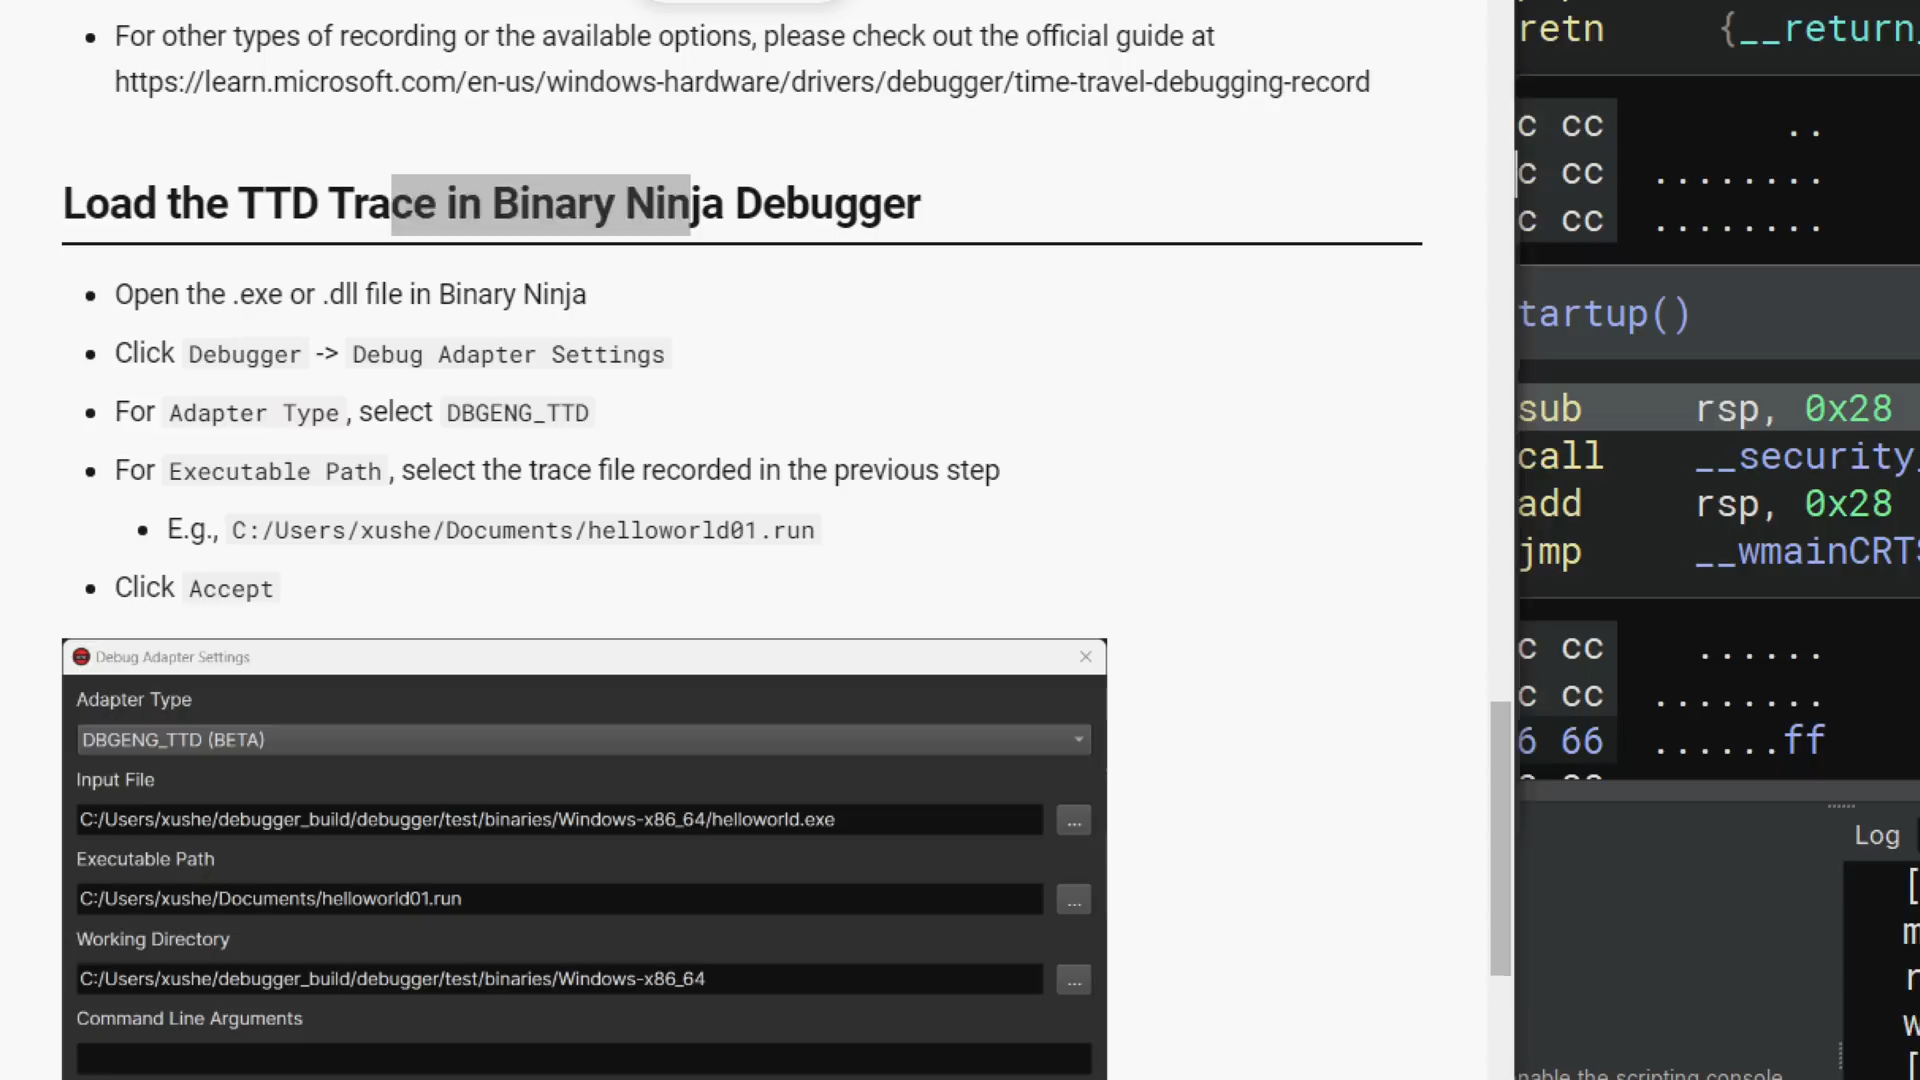 For other types of recording or the available options, please check out the official guide at
https://learn.microsoft.com/en-us/windows-hardware/drivers/debugger/time-travel-debugging-record
Load the TTD Trace in Binary Ninja Debugger
Open the .exe or .dll file in Binary Ninja
Click Debugger -> Debug Adapter Settings
For Adapter Type, select DBGENG_TTD
For Executable Path, select the trace file recorded in the previous step
E.g., C:/Users/xushe/Documents/helloworld01.run
Click Accept
Debug Adapter Settings
Adapter Type
DBGENG_TTD (BETA)
Input File
C:/Users/xushe/debugger_build/debugger/test/binaries/Windows-x86_64/helloworld.exe
...
Executable Path
C:/Users/xushe/Documents/helloworld01.run
...
Working Directory
C:/Users/xushe/debugger_build/debugger/test/binaries/Windows-x86_64
...
Command Line Arguments
retn {__return_
c cc ..
c cc ........
c cc ........
tartup()
sub rsp, 0x28
call __security_
add rsp, 0x28
jmp __wmainCRTS
c cc ......
c cc ........
6 66 ......ff
Log
[
m
r
w
[
nable the scripting console